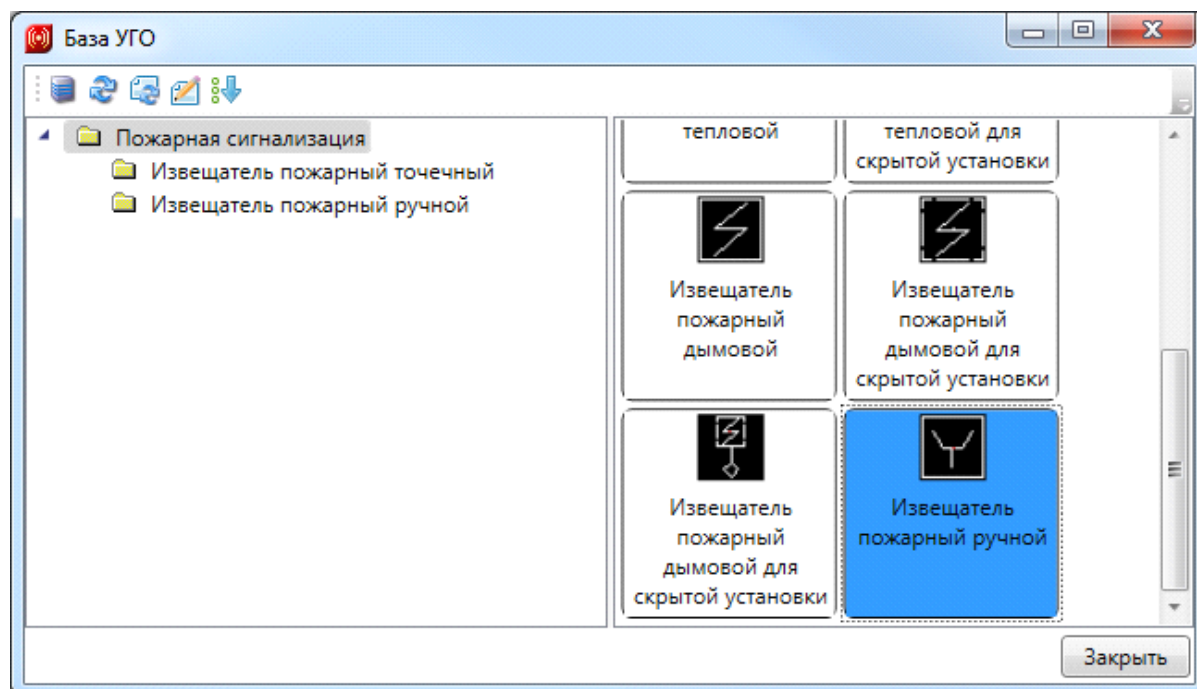 База УГО
Пожарная сигнализация
Извещатель пожарный точечный
Извещатель пожарный ручной
тепловой
тепловой для
скрытой установки
Извещатель
пожарный
дымовой
Извещатель
пожарный
дымовой для
скрытой установки
Извещатель
пожарный
дымовой для
скрытой установки
Извещатель
пожарный ручной
Закрыть